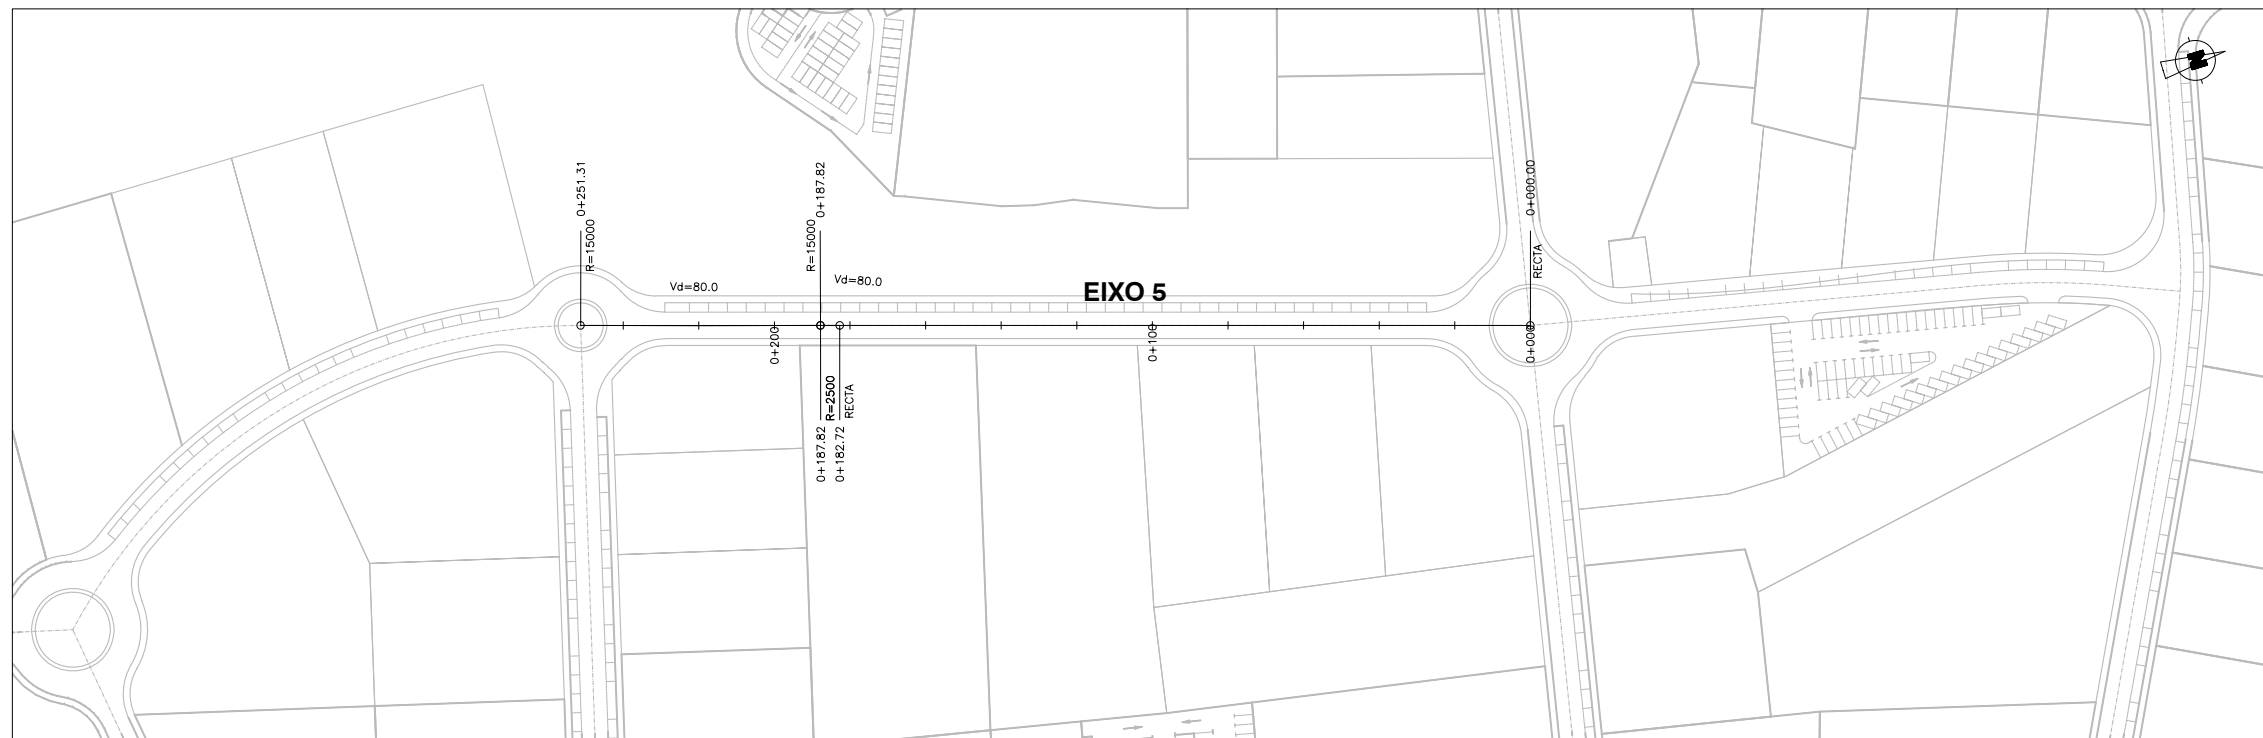 N
0+251.31
R=15000
R=15000
0+187.82
0+000.00
RECTA
Vd=80.0
Vd=80.0
EIXO 5
0+200
0+100
0+000
R=2500
RECTA
0+187.82
0+182.72